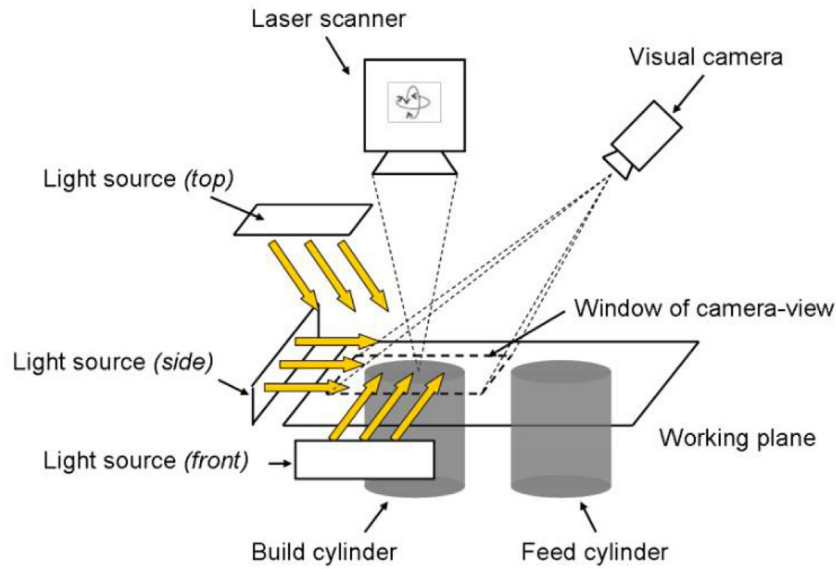 Laser scanner
Visual camera
Light source (top)
Window of camera-view
Light source (side)
Working plane
Light source (front)
Build cylinder
Feed cylinder